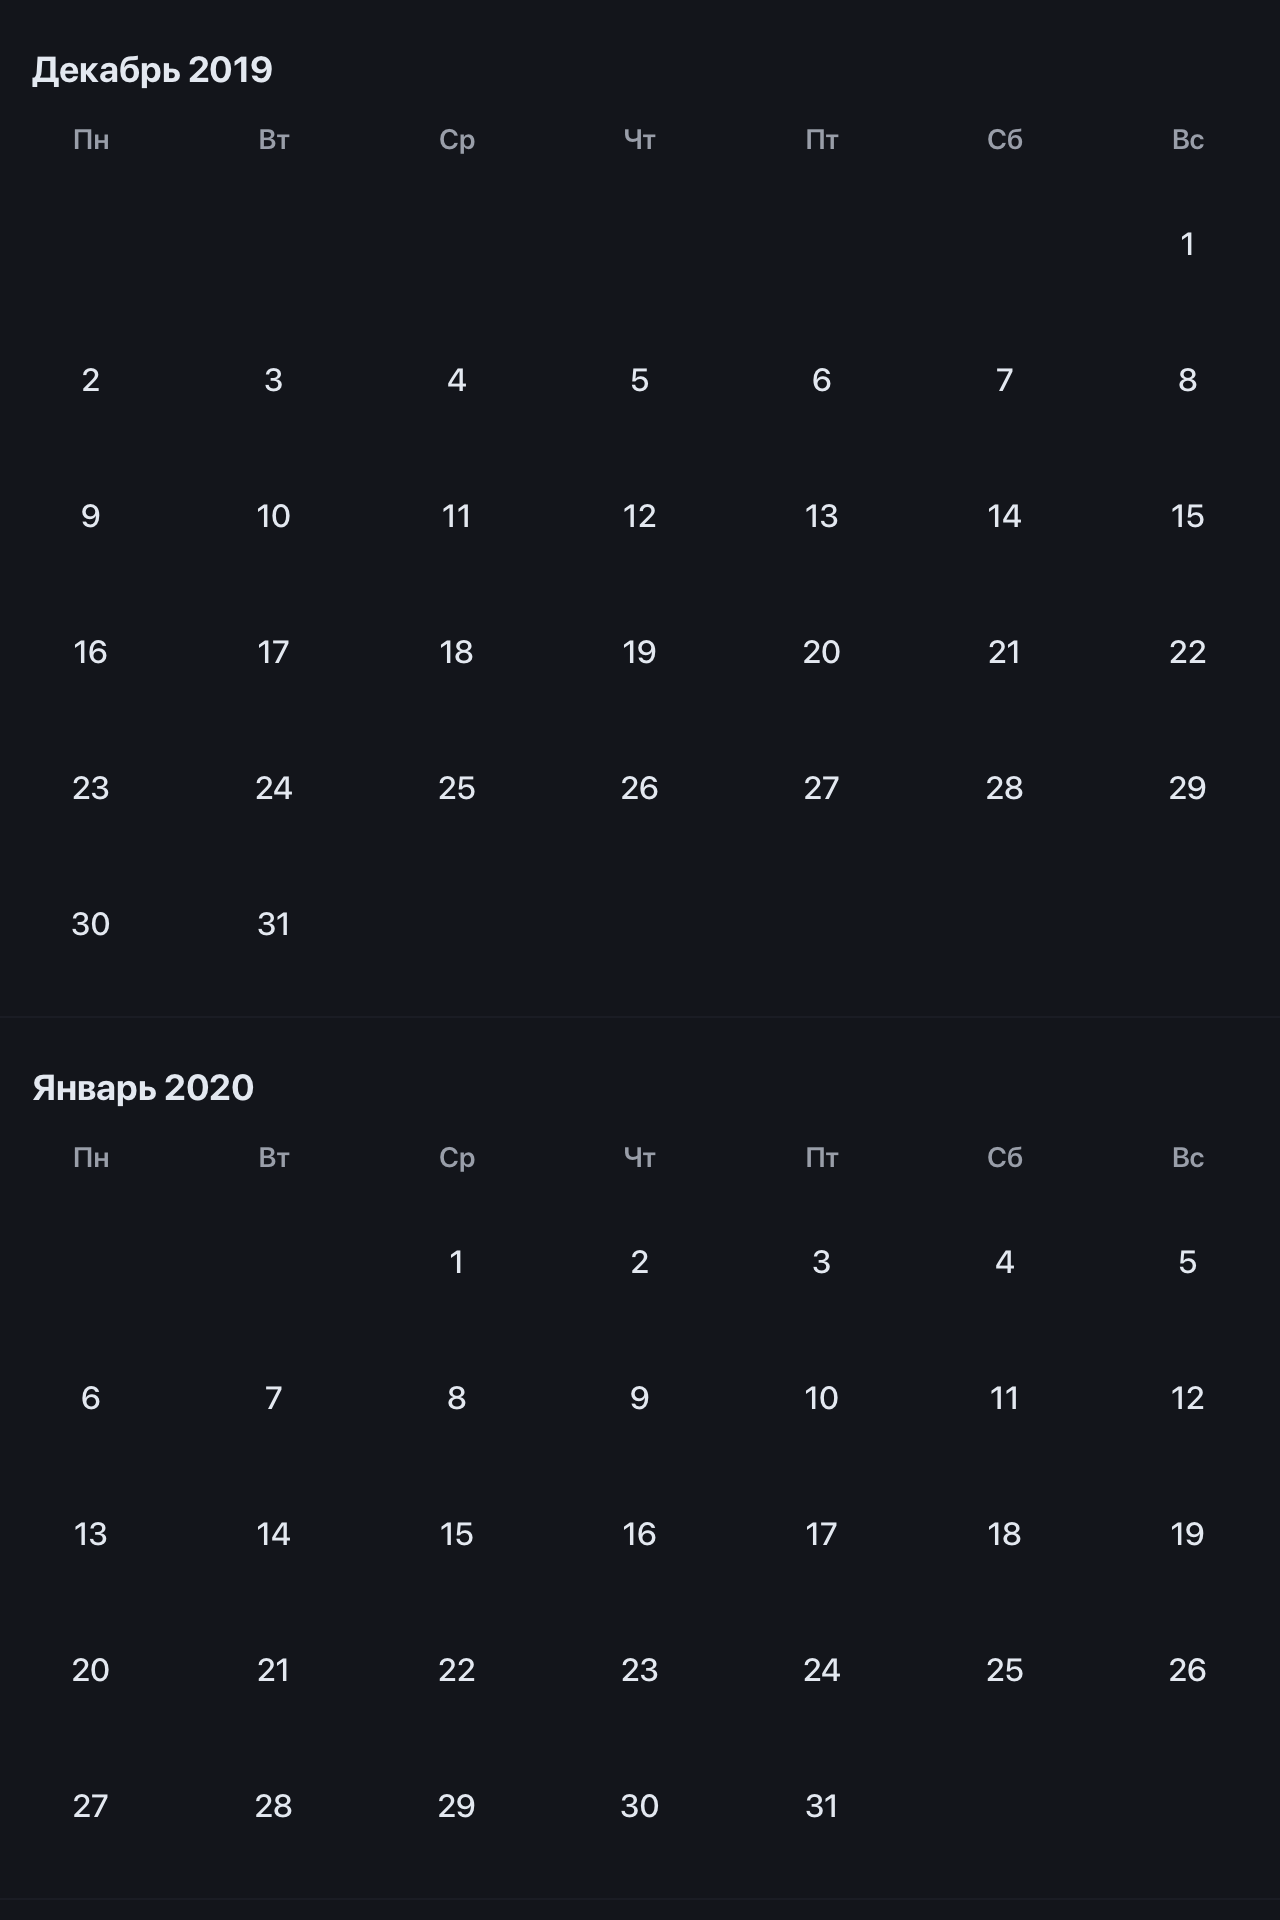 Декабрь 2019
Пн Вт Ср Чт Пт Сб Вс
1
2 3 4 5 6 7 8
9 10 11 12 13 14 15
16 17 18 19 20 21 22
23 24 25 26 27 28 29
30 31
Январь 2020
Пн Вт Ср Чт Пт Сб Вс
1 2 3 4 5
6 7 8 9 10 11 12
13 14 15 16 17 18 19
20 21 22 23 24 25 26
27 28 29 30 31